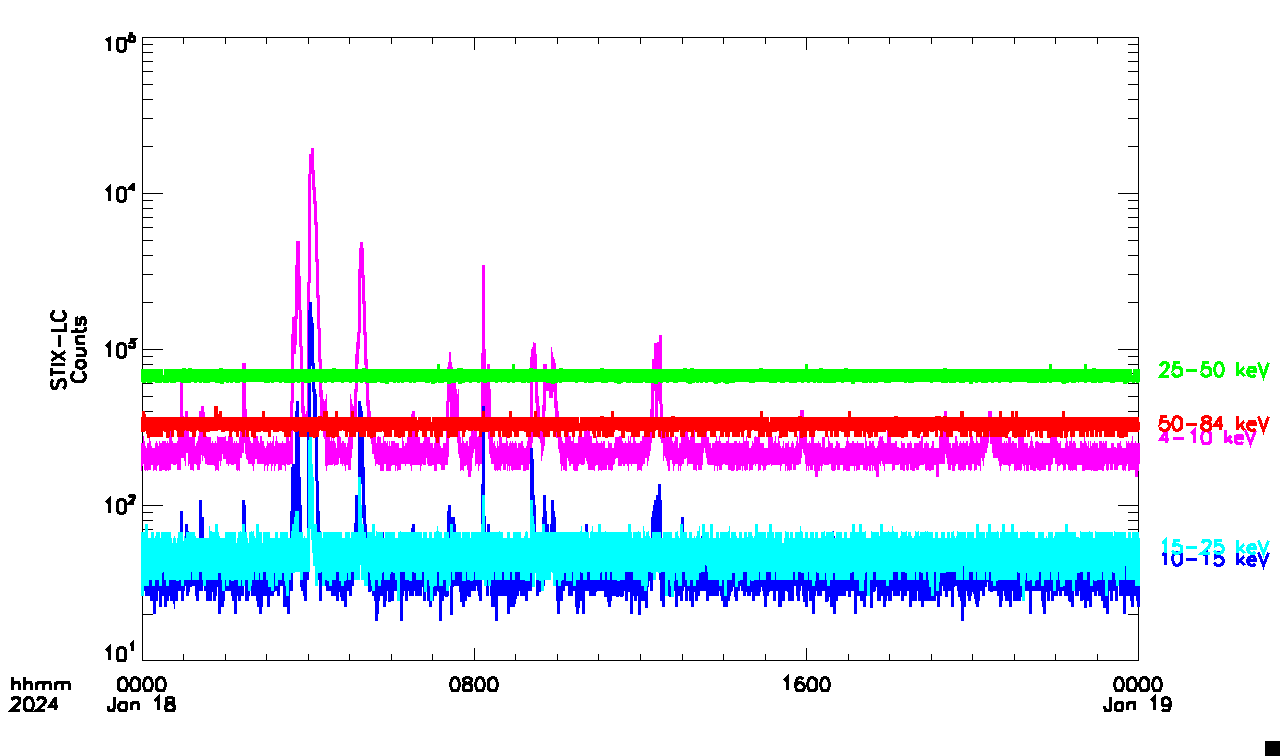 10⁵
10⁴
10³
10²
10¹
STIX-LC
Counts
25-50 keV
50-84 keV
4-10 keV
15-25 keV
10-15 keV
hhmm
2024
0000
Jan 18
0800
1600
0000
Jan 19